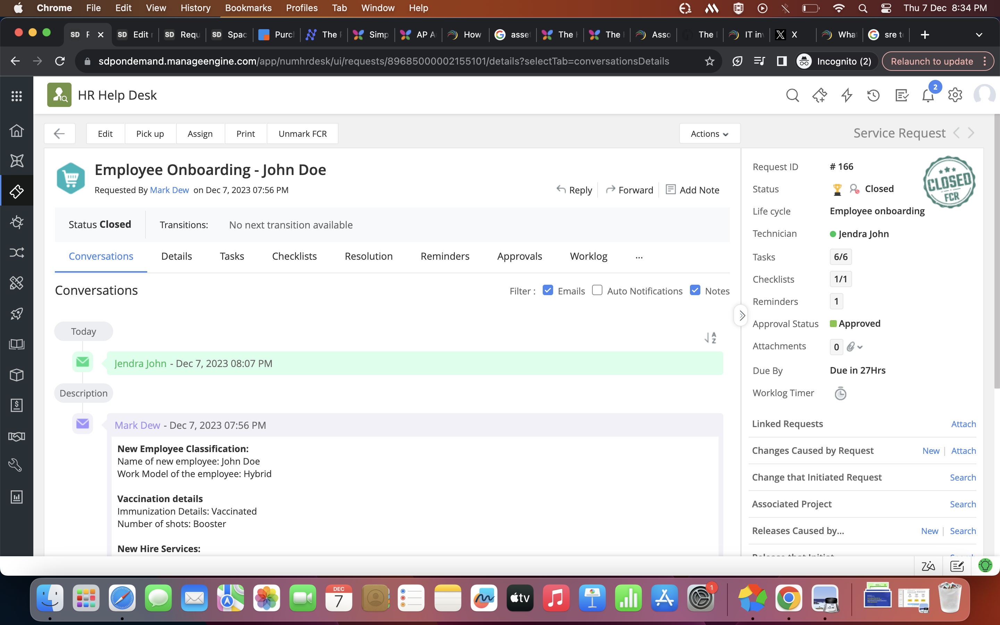 Chrome File Edit View History Bookmarks Profiles Tab Window Help Thu 7 Dec 8:34 PM
SD SD Edit SD Requ SD Spac Purc The Simp AP A How asse The The Asso The IT in X Wha sre t
sdpondemand.manageengine.com/app/numhrdesk/ui/requests/89685000002155101/details?selectTab=conversationsDetails Incognito (2) Relaunch to update
HR Help Desk 2
Edit Pick up Assign Print Unmark FCR Actions Service Request
Employee Onboarding - John Doe
Requested By Mark Dew on Dec 7, 2023 07:56 PM
Reply Forward Add Note
Status Closed Transitions: No next transition available
Conversations Details Tasks Checklists Resolution Reminders Approvals Worklog ...
Conversations
Filter : Emails Auto Notifications Notes
Today
A
Z
Jendra John - Dec 7, 2023 08:07 PM
Description
Mark Dew - Dec 7, 2023 07:56 PM
New Employee Classification:
Name of new employee: John Doe
Work Model of the employee: Hybrid
Vaccination details
Immunization Details: Vaccinated
Number of shots: Booster
New Hire Services:
Request ID # 166
CLOSED
FCR
Status Closed
Life cycle Employee onboarding
Technician Jendra John
Tasks 6/6
Checklists 1/1
Reminders 1
Approval Status Approved
Attachments 0
Due By Due in 27Hrs
Worklog Timer
Linked Requests Attach
Changes Caused by Request New Attach
Change that Initiated Request Search
Associated Project Search
Releases Caused by... New Search
DEC
7
tv
1